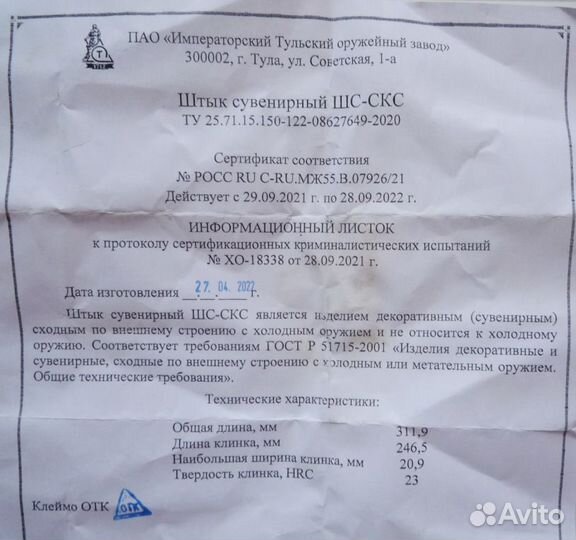 ПАО «Императорский Тульский оружейный завод»
300002, г. Тула, ул. Советская, 1-а
Штык сувенирный ШС-СКС
ТУ 25.71.15.150-122-08627649-2020
Сертификат соответствия
№ РОСС RU C-RU.МЖ55.В.07926/21
Действует с 29.09.2021 г. по 28.09.2022 г.
ИНФОРМАЦИОННЫЙ ЛИСТОК
к протоколу сертификационных криминалистических испытаний
№ ХО-18338 от 28.09.2021 г.
Дата изготовления 27. 04. 2022 г.
Штык сувенирный ШС-СКС является изделием декоративным (сувенирным)
сходным по внешнему строению с холодным оружием и не относится к холодному
оружию. Соответствует требованиям ГОСТ Р 51715-2001 «Изделия декоративные и
сувенирные, сходные по внешнему строению с холодным или метательным оружием.
Общие технические требования».
Технические характеристики:
Общая длина, мм 311,9
Длина клинка, мм 246,5
Наибольшая ширина клинка, мм 20,9
Твердость клинка, HRC 23
Клеймо ОТК ОТК
Avito